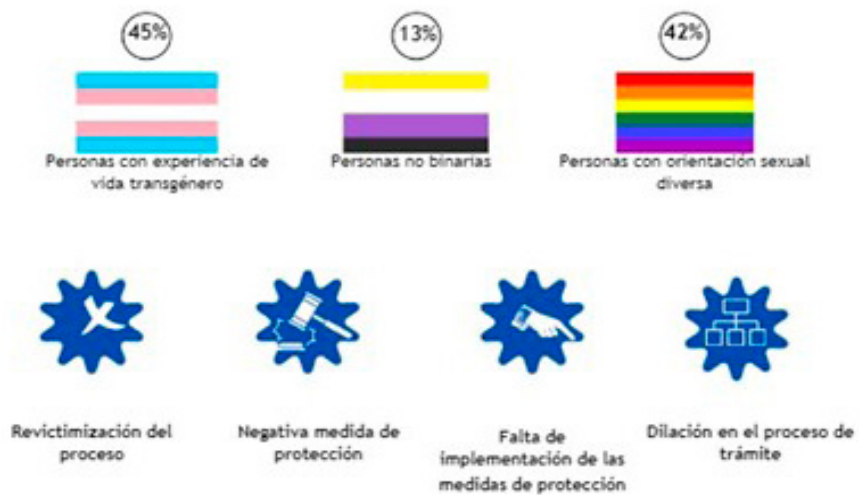 45%
13%
42%
Personas con experiencia de
vida transgénero
Personas no binarias
Personas con orientación sexual
diversa
Revictimización del
proceso
Negativa medida de
protección
Falta de
implementación de las
medidas de protección
Dilación en el proceso de
trámite